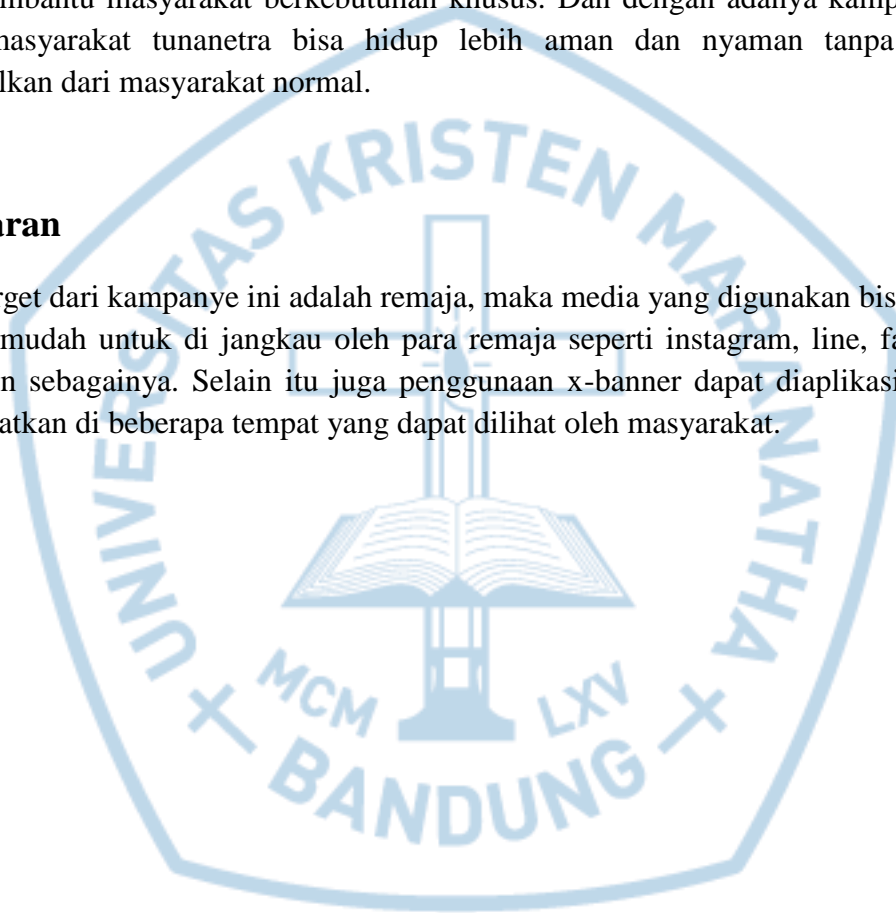 mbantu masyarakat berkebutuhan khusus. Dan dengan adanya kamp
masyarakat tunanetra bisa hidup lebih aman dan nyaman tanpa
lkan dari masyarakat normal.
aran
rget dari kampanye ini adalah remaja, maka media yang digunakan bis
mudah untuk di jangkau oleh para remaja seperti instagram, line, fa
n sebagainya. Selain itu juga penggunaan x-banner dapat diaplikasi
atkan di beberapa tempat yang dapat dilihat oleh masyarakat.
UNIVERSITAS KRISTEN MARANATHA
MCM LXV
BANDUNG